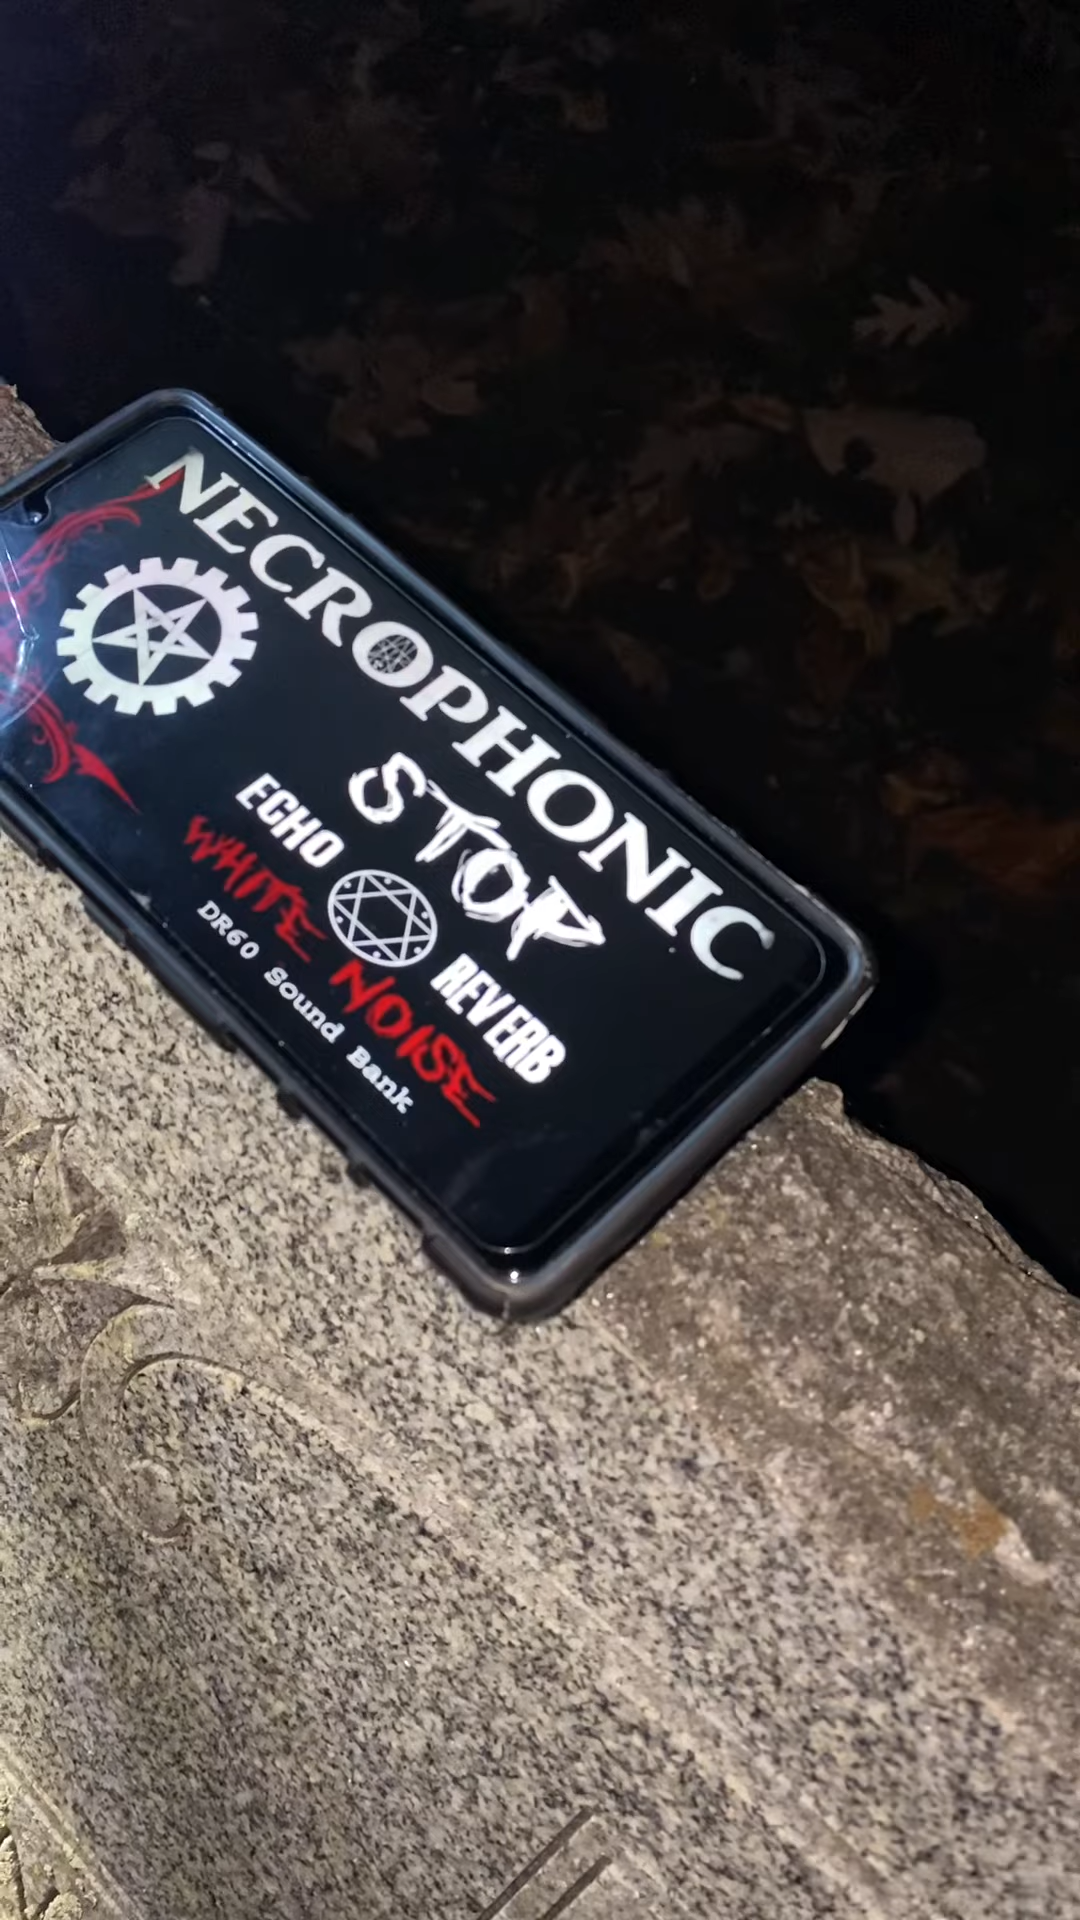 NECROPHONIC
STOP
ECHO
REVERB
WHITE NOISE
DR60 Sound Bank